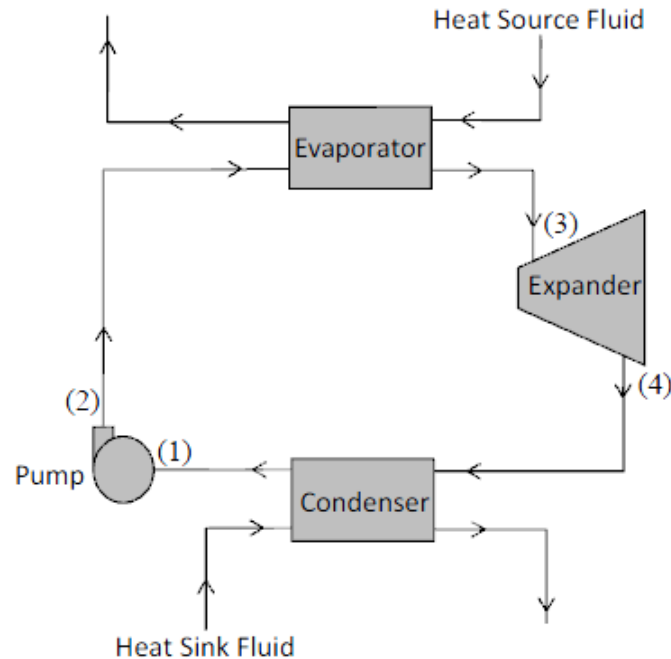 Heat Source Fluid
Evaporator
(3)
Expander
(4)
(2)
(1)
Pump
Condenser
Heat Sink Fluid